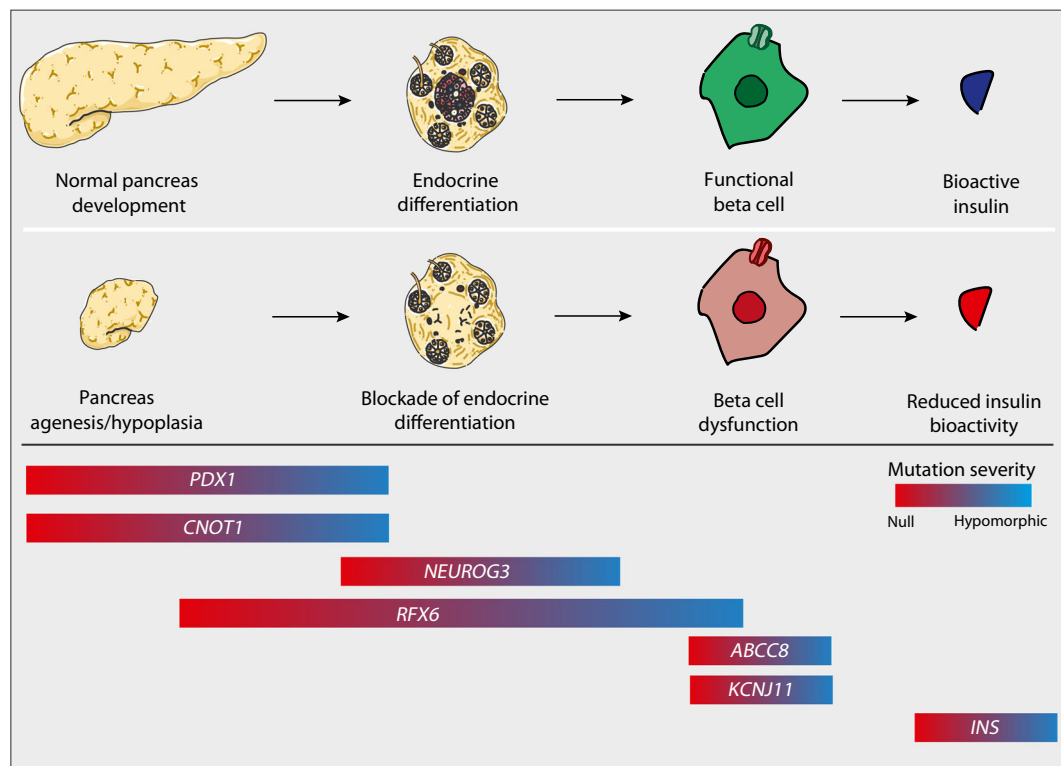 Normal pancreas
development
Endocrine
differentiation
Functional
beta cell
Bioactive
insulin
Pancreas
agenesis/hypoplasia
Blockade of endocrine
differentiation
Beta cell
dysfunction
Reduced insulin
bioactivity
Mutation severity
Null
Hypomorphic
PDX1
CNOT1
NEUROG3
RFX6
ABCC8
KCNJ11
INS